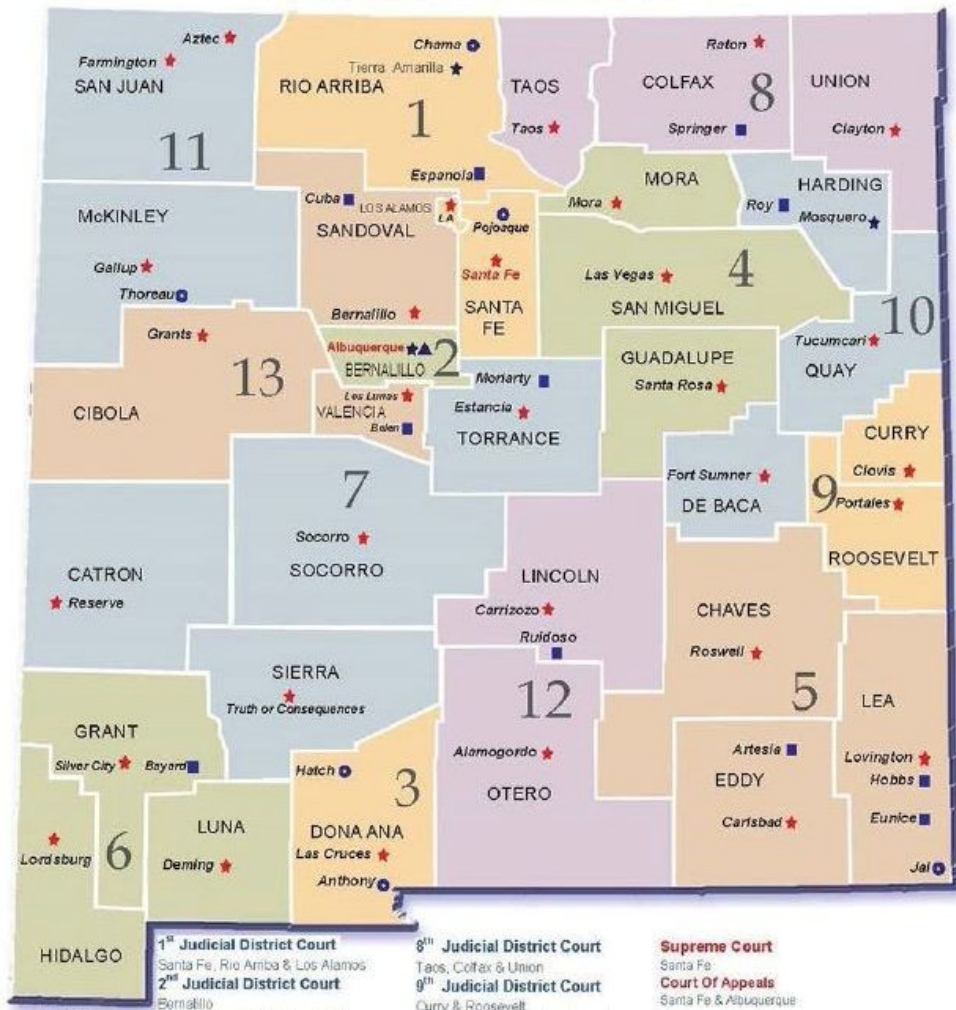 Aztec
Farmington
SAN JUAN
11
Chama
Tierra Amarilla
RIO ARRIBA
1
Espanola
TAOS
Taos
Raton
COLFAX
8
Springer
UNION
Clayton
McKINLEY
Gallup
Thoreau
Cuba
LOS ALAMOS
LA
SANDOVAL
Bernalillo
Pojoaque
Santa Fe
SANTA
FE
MORA
Mora
HARDING
Roy
Mosquero
Las Vegas
4
SAN MIGUEL
10
Tucumcari
QUAY
Grants
13
CIBOLA
Albuquerque
2
BERNALILLO
Los Lunas
VALENCIA
Belen
Moriarty
Estancia
TORRANCE
GUADALUPE
Santa Rosa
CURRY
Clovis
9
Portales
ROOSEVELT
Fort Sumner
DE BACA
7
Socorro
SOCORRO
CATRON
Reserve
LINCOLN
Carrizozo
Ruidoso
CHAVES
Roswell
5
SIERRA
Truth or Consequences
12
Alamogordo
OTERO
LEA
Lovington
Hobbs
Eunice
Jal
Artesia
EDDY
Carlsbad
GRANT
Silver City
Bayard
Hatch
3
DONA ANA
Las Cruces
Anthony
LUNA
Deming
Lordsburg
6
HIDALGO
1st Judicial District Court
Santa Fe, Rio Arriba & Los Alamos
2nd Judicial District Court
Bernalillo
8th Judicial District Court
Taos, Colfax & Union
9th Judicial District Court
Curry & Roosevelt
Supreme Court
Santa Fe
Court Of Appeals
Santa Fe & Albuquerque